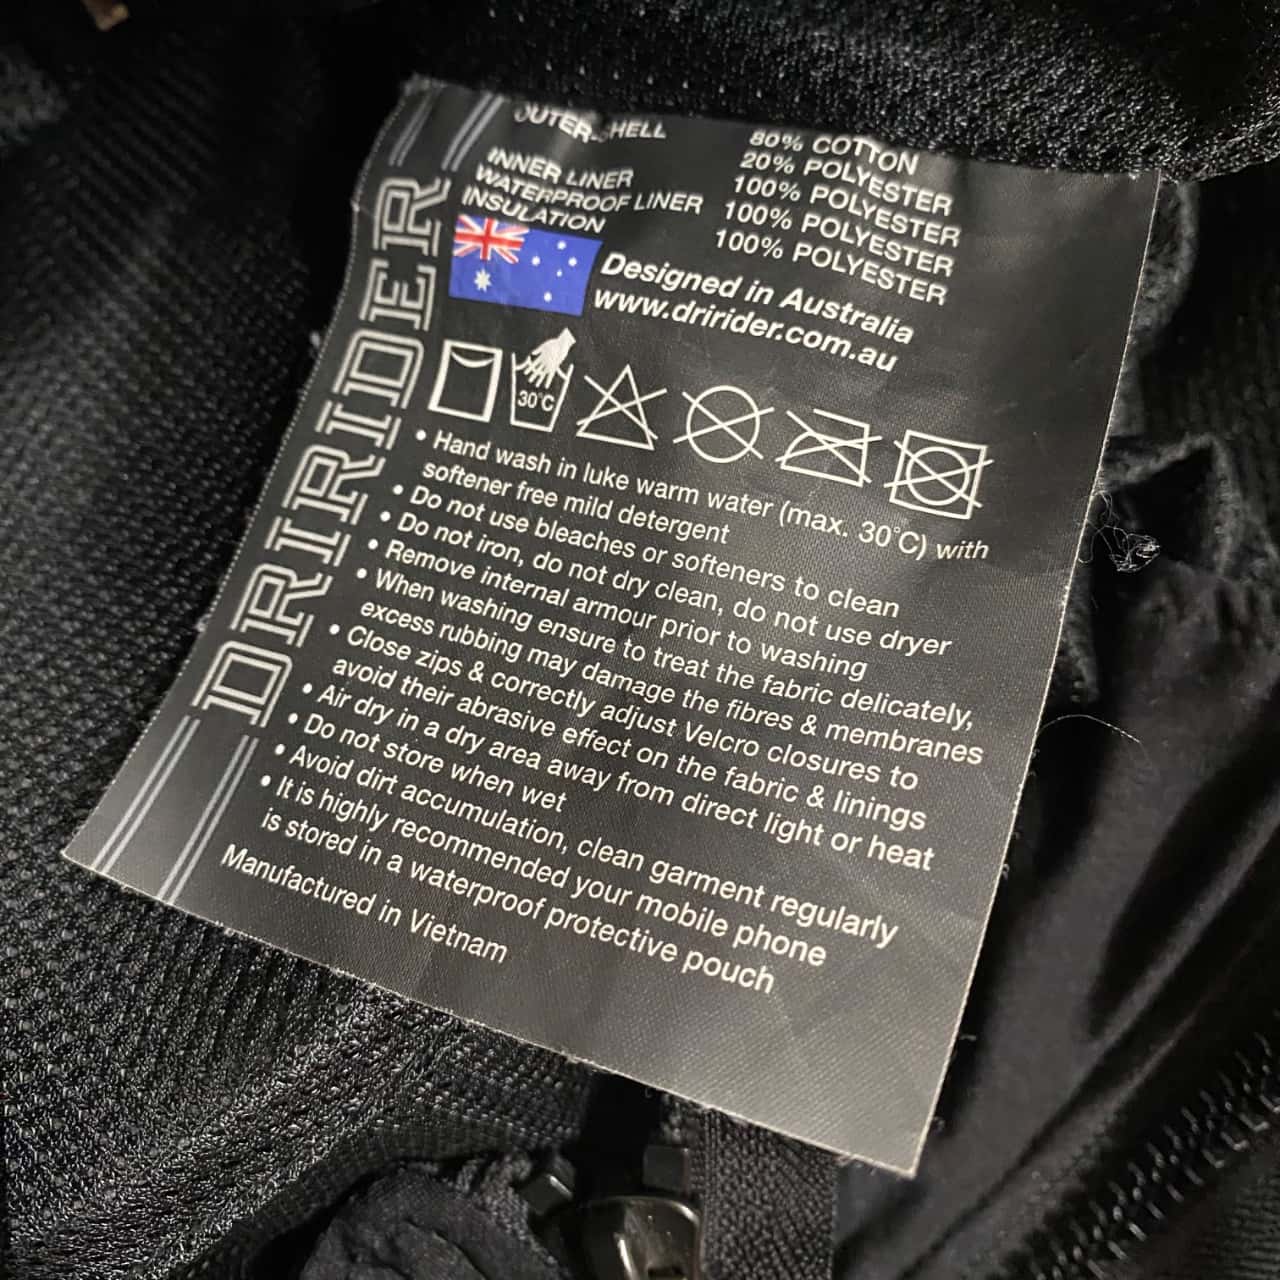 OUTER-SHELL 80% COTTON
20% POLYESTER
INNER LINER 100% POLYESTER
WATERPROOF LINER 100% POLYESTER
INSULATION 100% POLYESTER
Designed in Australia
www.dririder.com.au
DRIRIDER
30°C
• Hand wash in luke warm water (max. 30°C) with
softener free mild detergent
• Do not use bleaches or softeners to clean
• Do not iron, do not dry clean, do not use dryer
• Remove internal armour prior to washing
• When washing ensure to treat the fabric delicately,
excess rubbing may damage the fibres & membranes
• Close zips & correctly adjust Velcro closures to
avoid their abrasive effect on the fabric & linings
• Air dry in a dry area away from direct light or heat
• Do not store when wet
• Avoid dirt accumulation, clean garment regularly
• It is highly recommended your mobile phone
is stored in a waterproof protective pouch
Manufactured in Vietnam